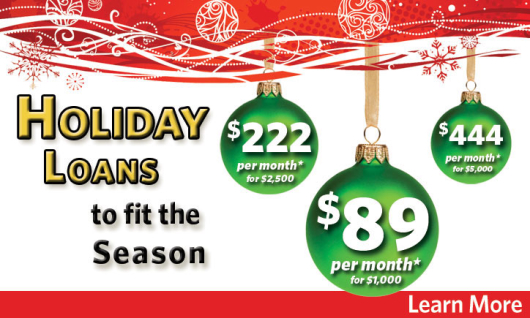 HOLIDAY
LOANS
to fit the
Season
$222
per month*
for $2,500
$89
per month*
for $1,000
$444
per month*
for $5,000
Learn More